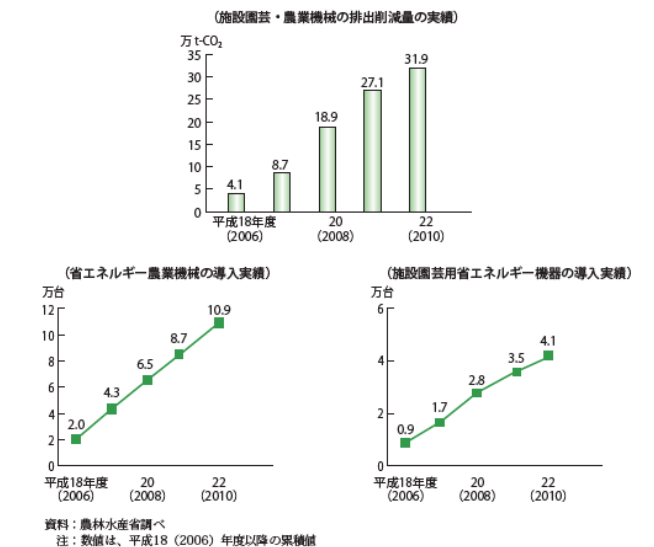 （施設園芸・農業機械の排出削減量の実績）
万 t-CO₂
35
30
25
20
15
10
5
0
4.1
8.7
18.9
27.1
31.9
平成18年度 20 22
（2006） （2008） （2010）
（省エネルギー農業機械の導入実績）
万台
12
10
8
6
4
2
0
2.0
4.3
6.5
8.7
10.9
平成18年度 20 22
（2006） （2008） （2010）
（施設園芸用省エネルギー機器の導入実績）
万台
6
4
2
0
0.9
1.7
2.8
3.5
4.1
平成18年度 20 22
（2006） （2008） （2010）
資料：農林水産省調べ
注：数値は、平成18（2006）年度以降の累積値